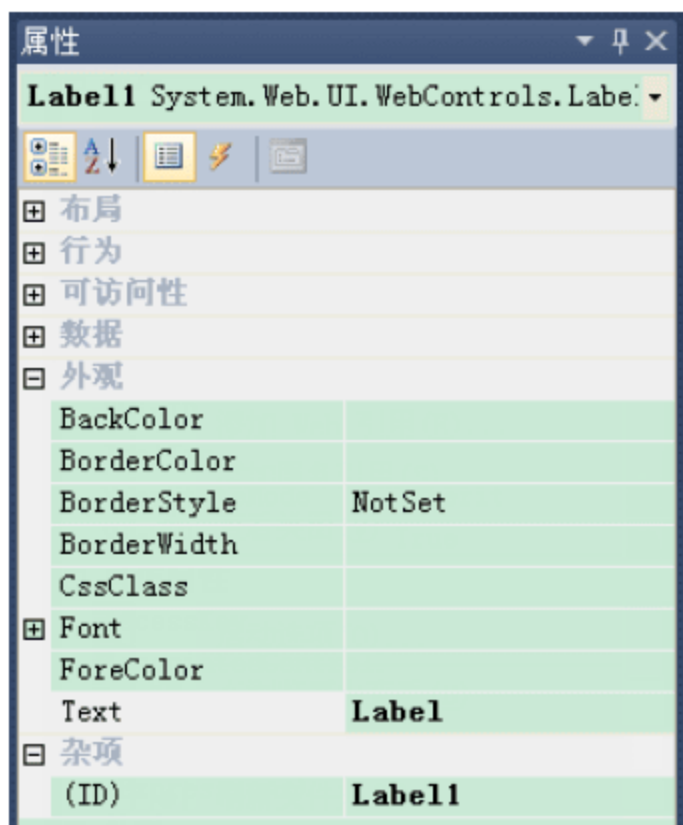 属性
Label1 System.Web.UI.WebControls.Label
布局
行为
可访问性
数据
外观
BackColor
BorderColor
BorderStyle NotSet
BorderWidth
CssClass
Font
ForeColor
Text Label
杂项
(ID) Label1